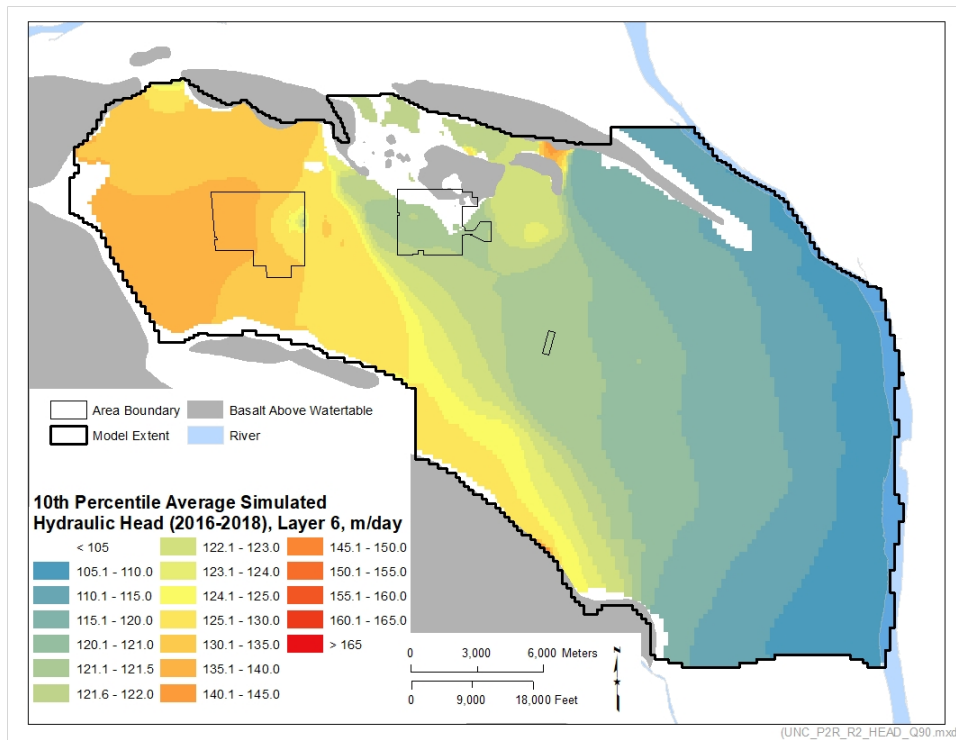 Area Boundary
Basalt Above Watertable
Model Extent
River
10th Percentile Average Simulated
Hydraulic Head (2016-2018), Layer 6, m/day
< 105
105.1 - 110.0
110.1 - 115.0
115.1 - 120.0
120.1 - 121.0
121.1 - 121.5
121.6 - 122.0
122.1 - 123.0
123.1 - 124.0
124.1 - 125.0
125.1 - 130.0
130.1 - 135.0
135.1 - 140.0
140.1 - 145.0
145.1 - 150.0
150.1 - 155.0
155.1 - 160.0
160.1 - 165.0
> 165
0 3,000 6,000 Meters
0 9,000 18,000 Feet
N
(UNC_P2R_R2_HEAD_Q90.mxd